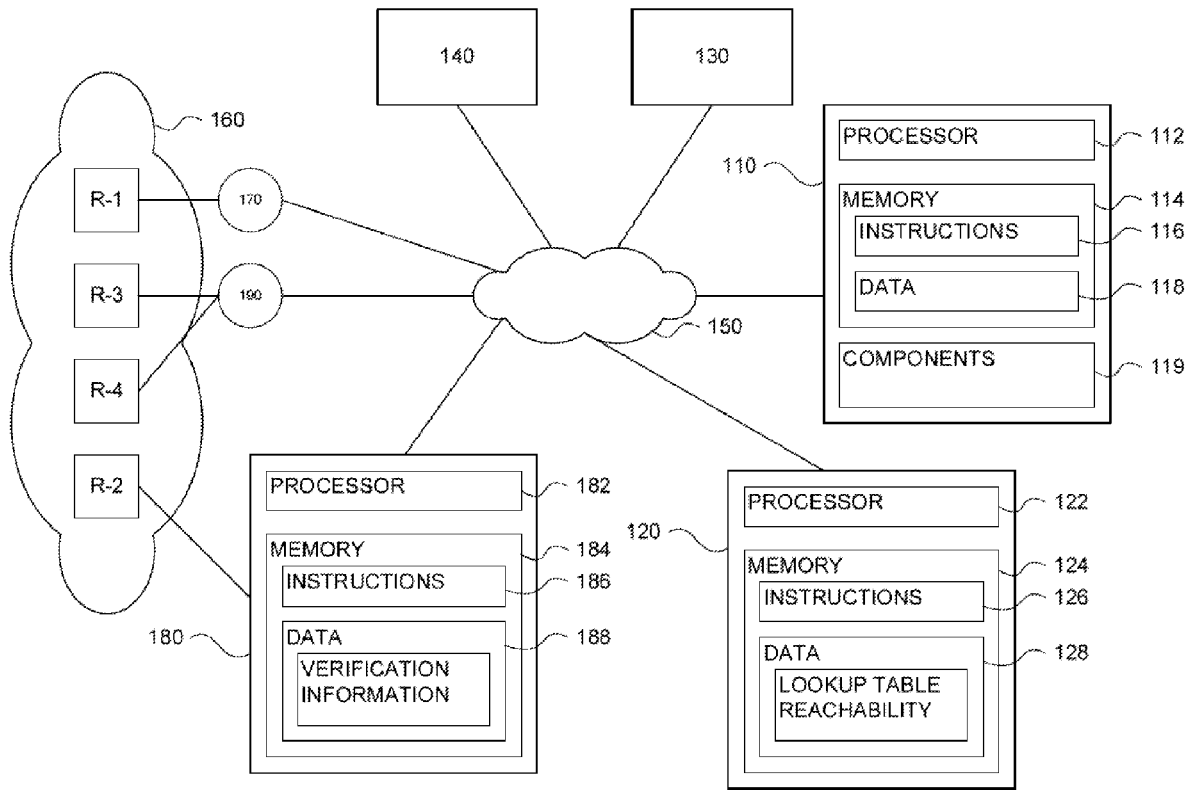 140
130
160
110
PROCESSOR
112
MEMORY
114
INSTRUCTIONS
116
DATA
118
COMPONENTS
119
R-1
170
R-3
190
R-4
R-2
150
180
PROCESSOR
182
MEMORY
184
INSTRUCTIONS
186
DATA
188
VERIFICATION
INFORMATION
120
PROCESSOR
122
MEMORY
124
INSTRUCTIONS
126
DATA
128
LOOKUP TABLE
REACHABILITY